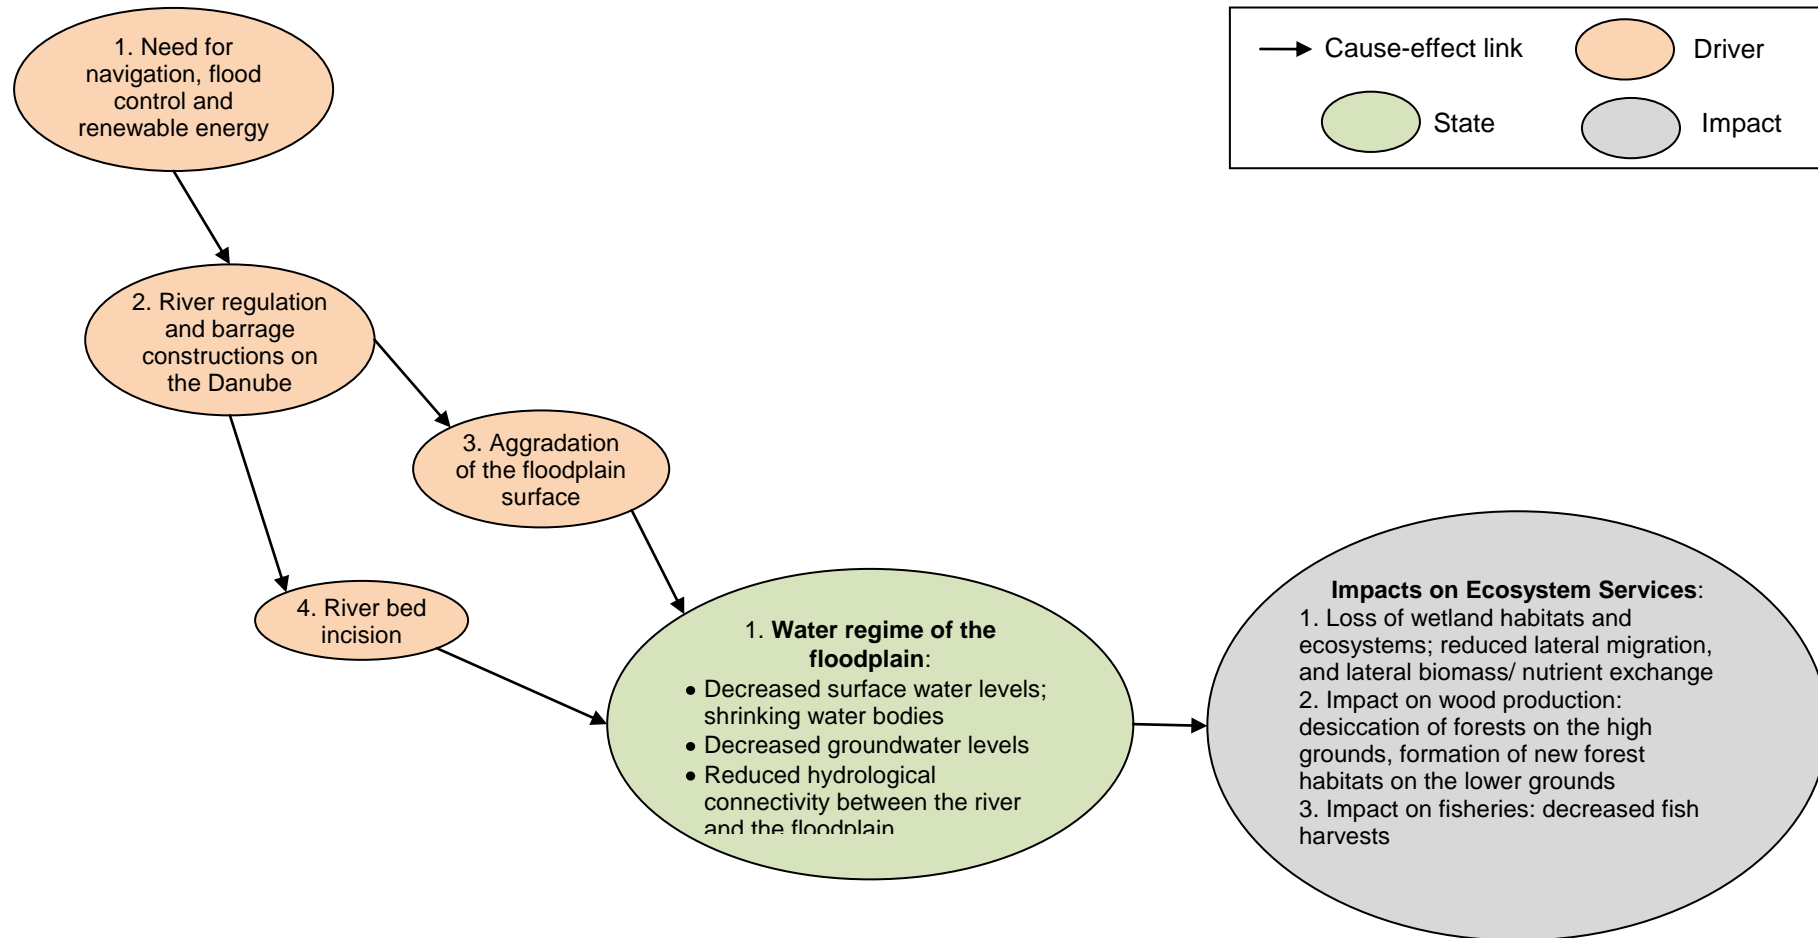 1. Need for
navigation, flood
control and
renewable energy
Cause-effect link
Driver
State
Impact
2. River regulation
and barrage
constructions on
the Danube
3. Aggradation
of the floodplain
surface
4. River bed
incision
1. Water regime of the
floodplain:
• Decreased surface water levels;
shrinking water bodies
• Decreased groundwater levels
• Reduced hydrological
connectivity between the river
and the floodplain
Impacts on Ecosystem Services:
1. Loss of wetland habitats and
ecosystems; reduced lateral migration,
and lateral biomass/ nutrient exchange
2. Impact on wood production:
desiccation of forests on the high
grounds, formation of new forest
habitats on the lower grounds
3. Impact on fisheries: decreased fish
harvests